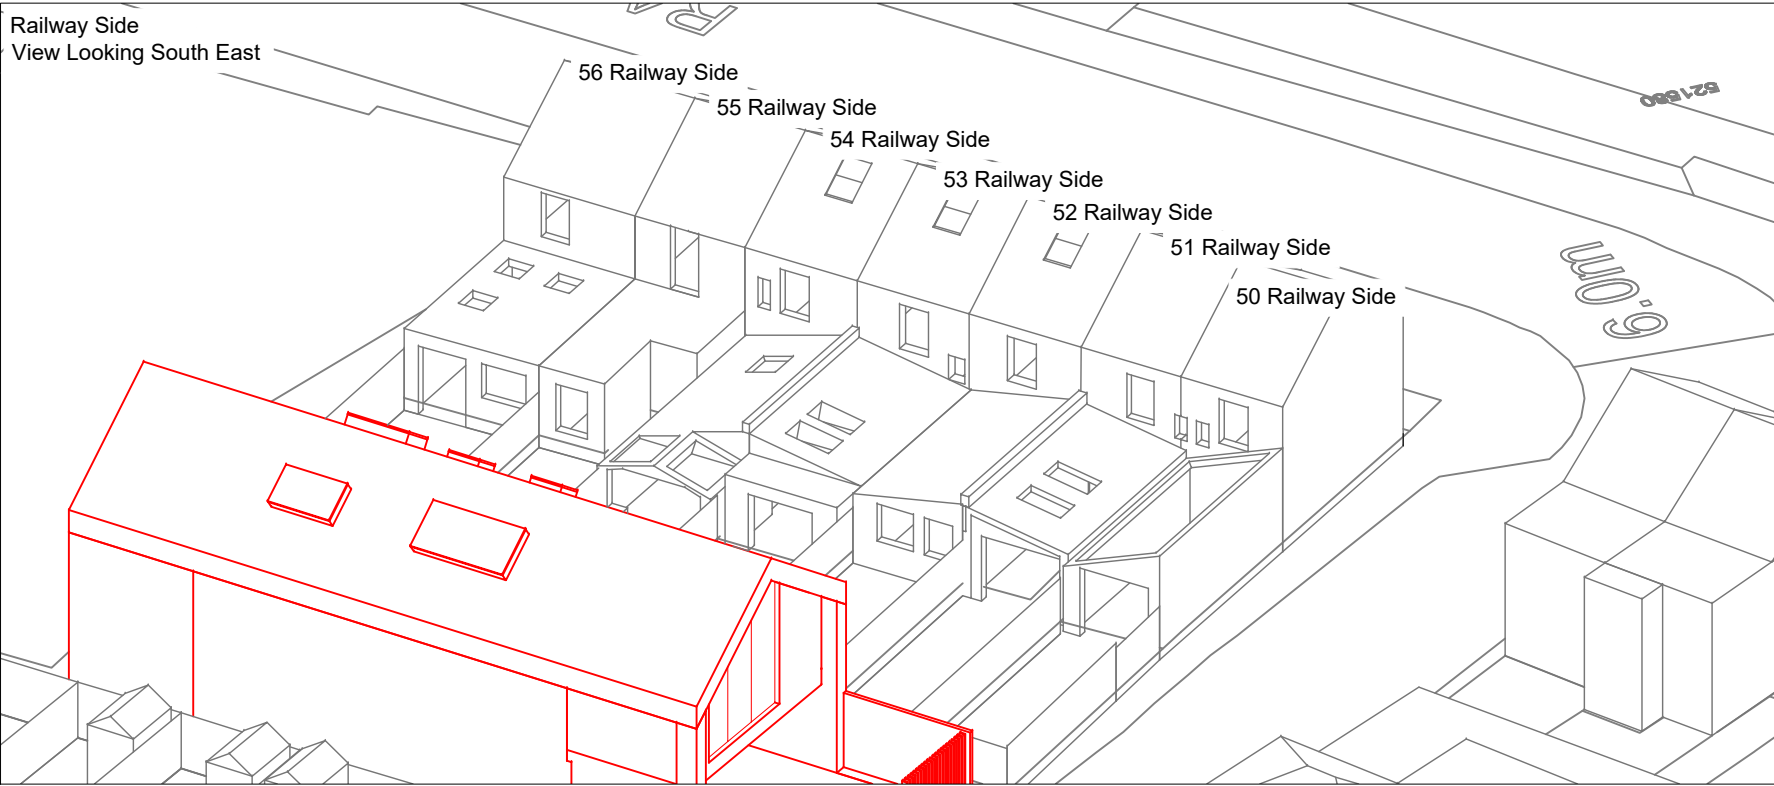 Railway Side
View Looking South East
56 Railway Side
55 Railway Side
54 Railway Side
53 Railway Side
52 Railway Side
51 Railway Side
50 Railway Side